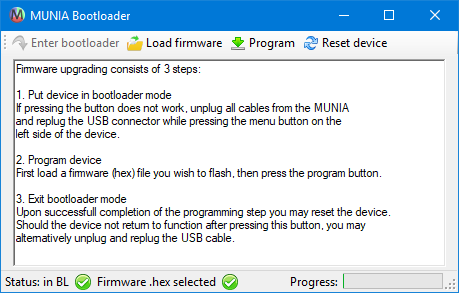 MUNIA Bootloader
Enter bootloader Load firmware Program Reset device
Firmware upgrading consists of 3 steps:
1. Put device in bootloader mode
If pressing the button does not work, unplug all cables from the MUNIA
and replug the USB connector while pressing the menu button on the
left side of the device.
2. Program device
First load a firmware (hex) file you wish to flash, then press the program button.
3. Exit bootloader mode
Upon successfull completion of the programming step you may reset the device.
Should the device not return to function after pressing this button, you may
alternatively unplug and replug the USB cable.
Status: in BL Firmware .hex selected Progress: